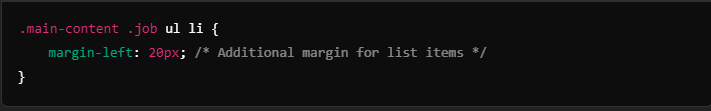 .main-content .job ul li {
    margin-left: 20px; /* Additional margin for list items */
}